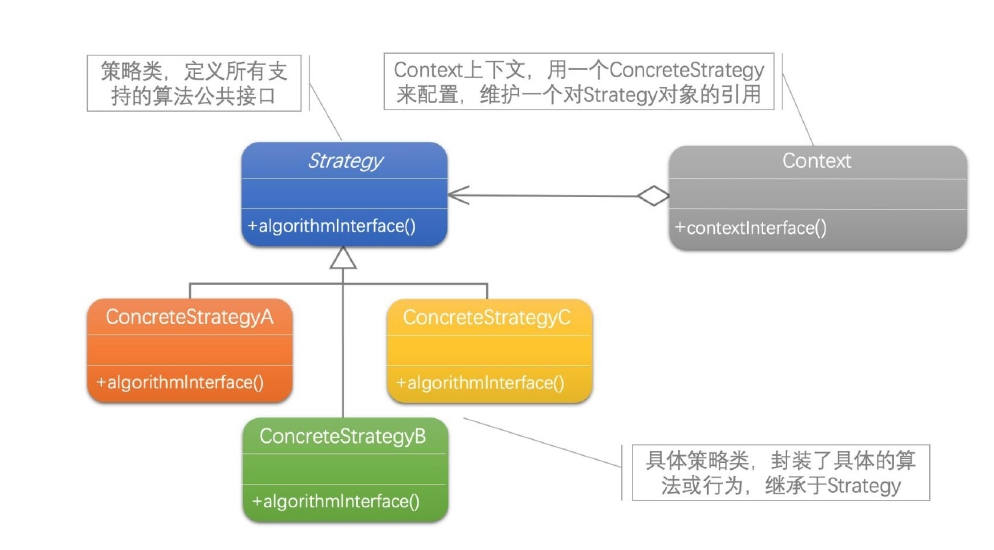 策略类，定义所有支
持的算法公共接口
Context上下文，用一个ConcreteStrategy
来配置，维护一个对Strategy对象的引用
Strategy
+algorithmInterface()
Context
+contextInterface()
ConcreteStrategyA
+algorithmInterface()
ConcreteStrategyC
+algorithmInterface()
ConcreteStrategyB
+algorithmInterface()
具体策略类，封装了具体的算
法或行为，继承于Strategy